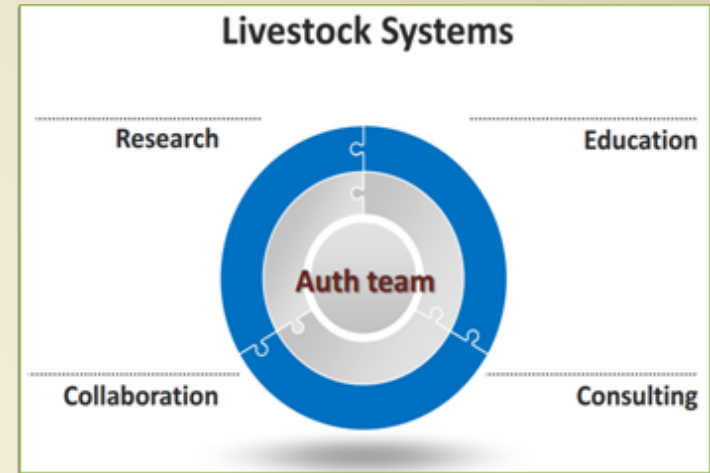 Livestock Systems
Research
Education
Auth team
Collaboration
Consulting